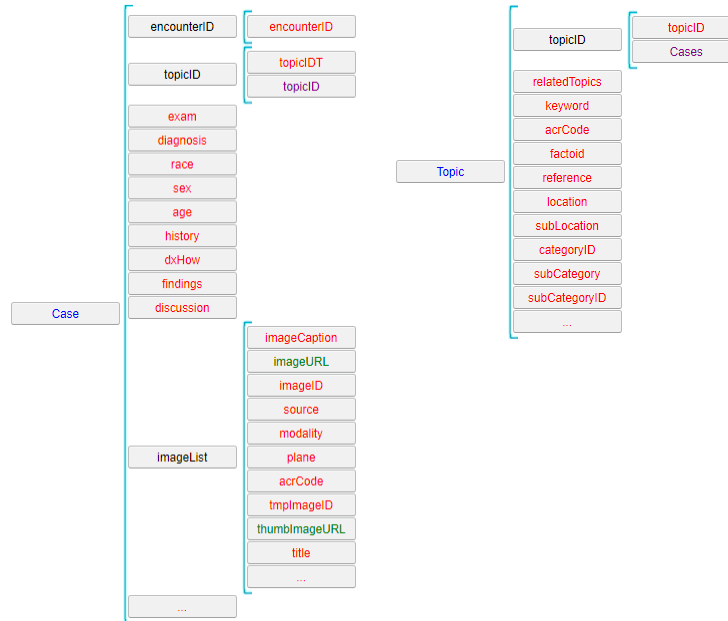 Case
encounterID
encounterID
topicID
topicIDT
topicID
exam
diagnosis
race
sex
age
history
dxHow
findings
discussion
imageList
imageCaption
imageURL
imageID
source
modality
plane
acrCode
tmpImageID
thumbImageURL
title
...
...
Topic
topicID
topicID
Cases
relatedTopics
keyword
acrCode
factoid
reference
location
subLocation
categoryID
subCategory
subCategoryID
...